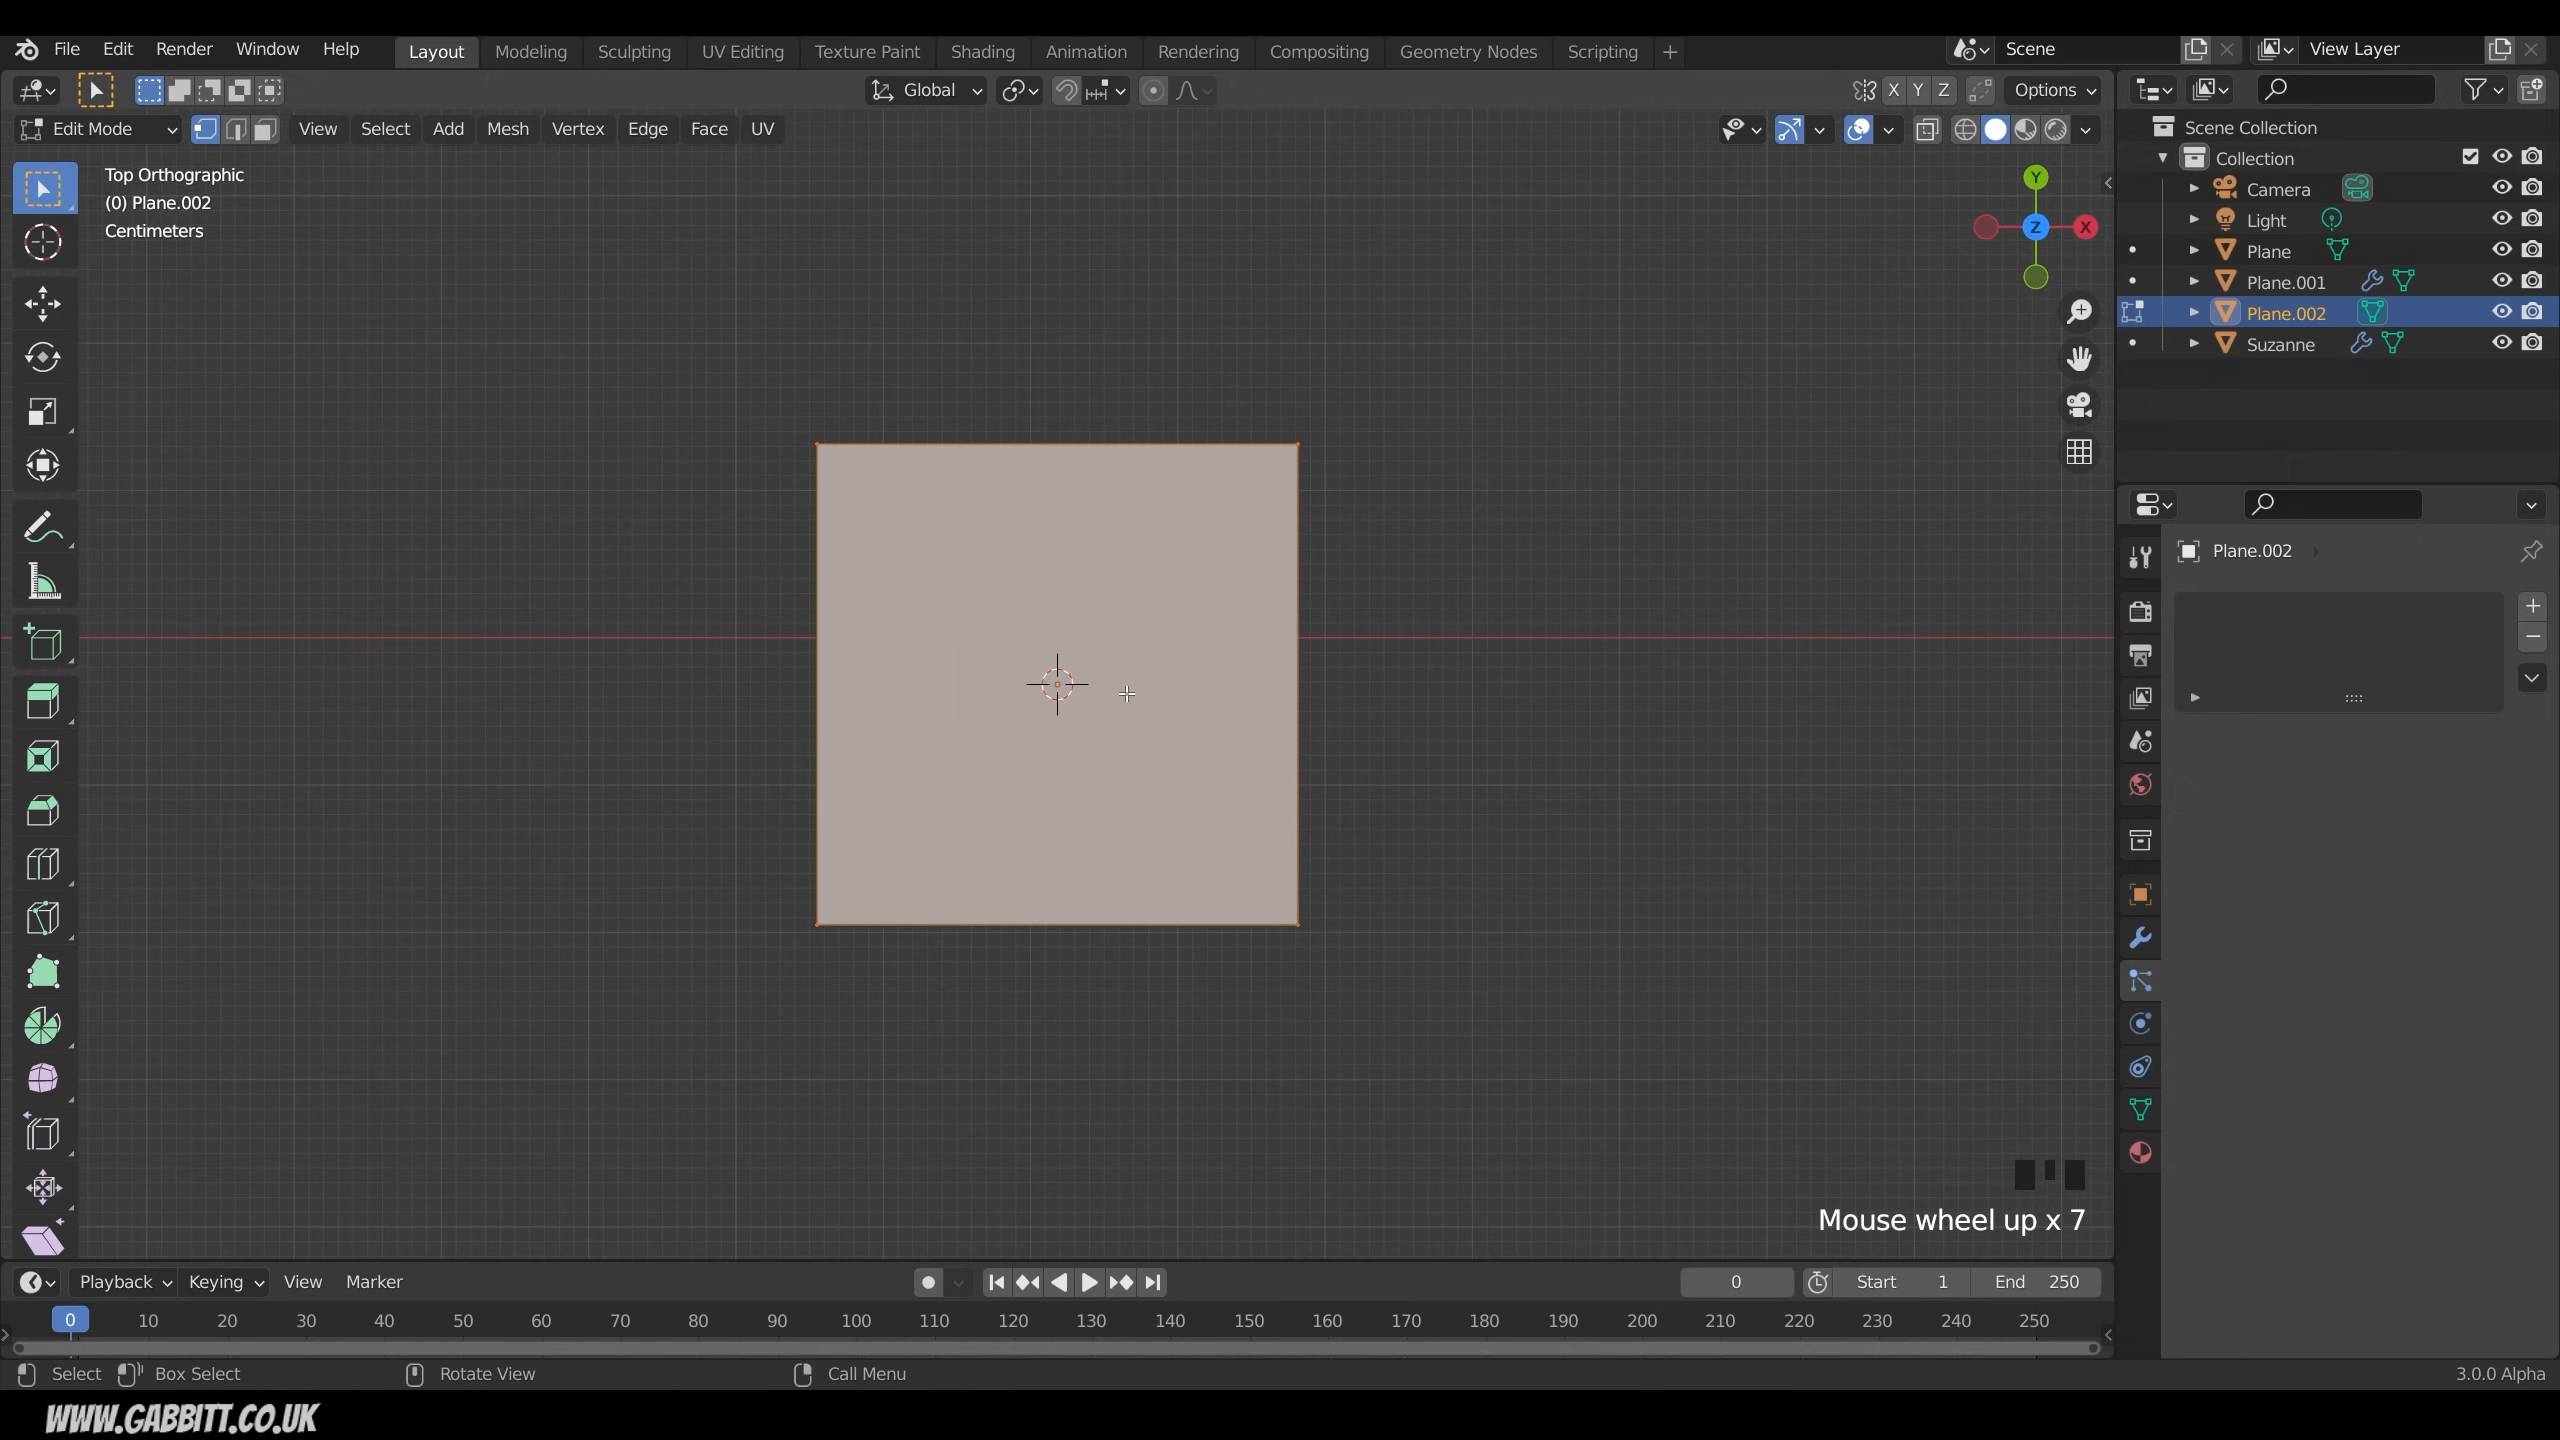 File Edit Render Window Help Layout Modeling Sculpting UV Editing Texture Paint Shading Animation Rendering Compositing Geometry Nodes Scripting + Scene View Layer
Global X Y Z Options
Edit Mode View Select Add Mesh Vertex Edge Face UV
Top Orthographic
(0) Plane.002
Centimeters
Y
Z X
Scene Collection
Collection
Camera
Light
Plane
Plane.001
Plane.002
Suzanne
Plane.002
Mouse wheel up x 7
Playback Keying View Marker 0 Start 1 End 250
0 10 20 30 40 50 60 70 80 90 100 110 120 130 140 150 160 170 180 190 200 210 220 230 240 250
Select Box Select Rotate View Call Menu 3.0.0 Alpha
WWW.GABBITT.CO.UK